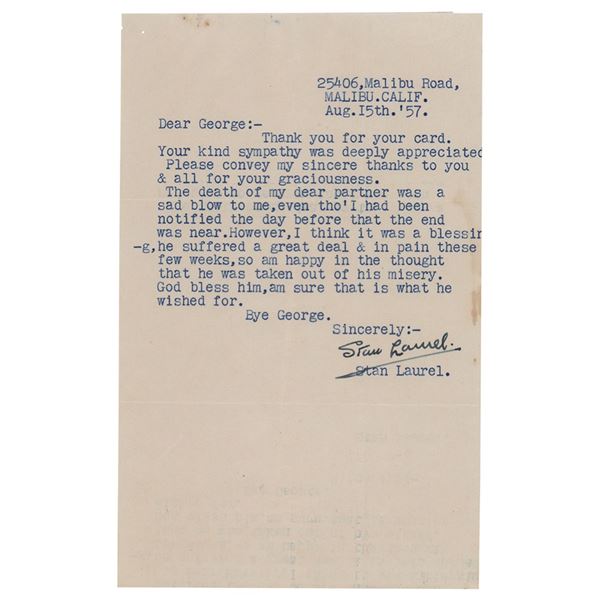 25406,Malibu Road,
MALIBU.CALIF.
Aug.I5th.'57.
Dear George:-
Thank you for your card.
Your kind sympathy was deeply appreciated
Please convey my sincere thanks to you
& all for your graciousness.
The death of my dear partner was a
sad blow to me,even tho'I had been
notified the day before that the end
was near.However,I think it was a blessin
-g,he suffered a great deal & in pain these
few weeks,so am happy in the thought
that he was taken out of his misery.
God bless him,am sure that is what he
wished for.
Bye George.
Sincerely:-
Stan Laurel.
Stan Laurel.